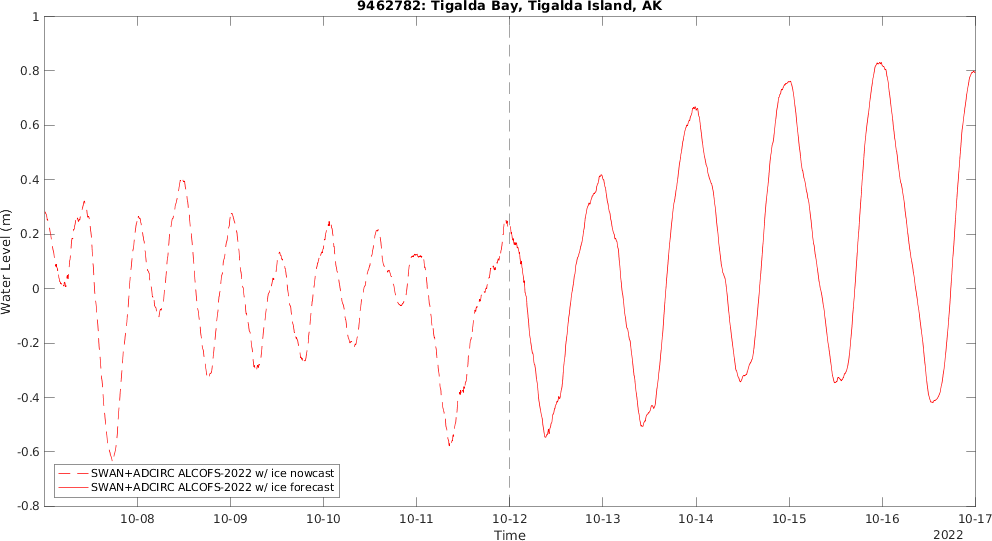 9462782: Tigalda Bay, Tigalda Island, AK
1
0.8
0.6
0.4
0.2
0
-0.2
-0.4
-0.6
-0.8
Water Level (m)
SWAN+ADCIRC ALCOFS-2022 w/ ice nowcast
SWAN+ADCIRC ALCOFS-2022 w/ ice forecast
10-08 10-09 10-10 10-11 10-12 10-13 10-14 10-15 10-16 10-17
Time
2022